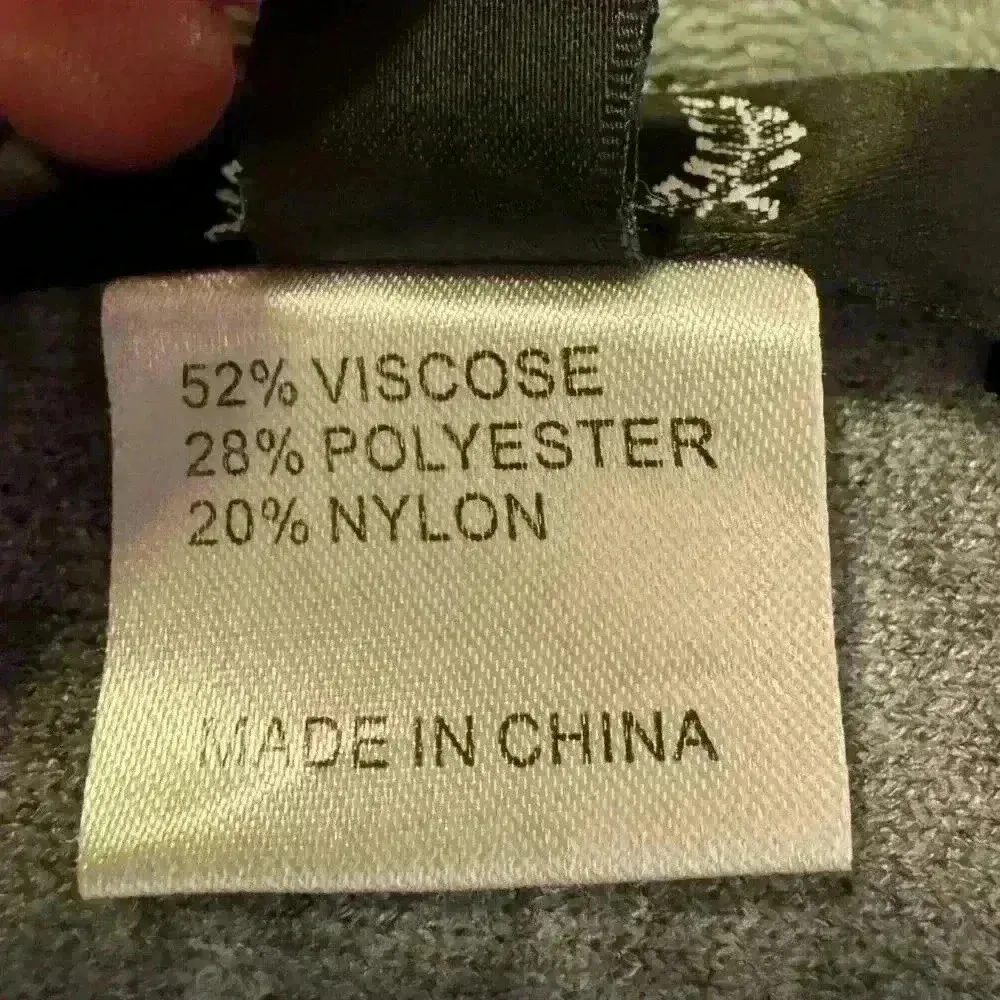 52% VISCOSE
28% POLYESTER
20% NYLON
MADE IN CHINA